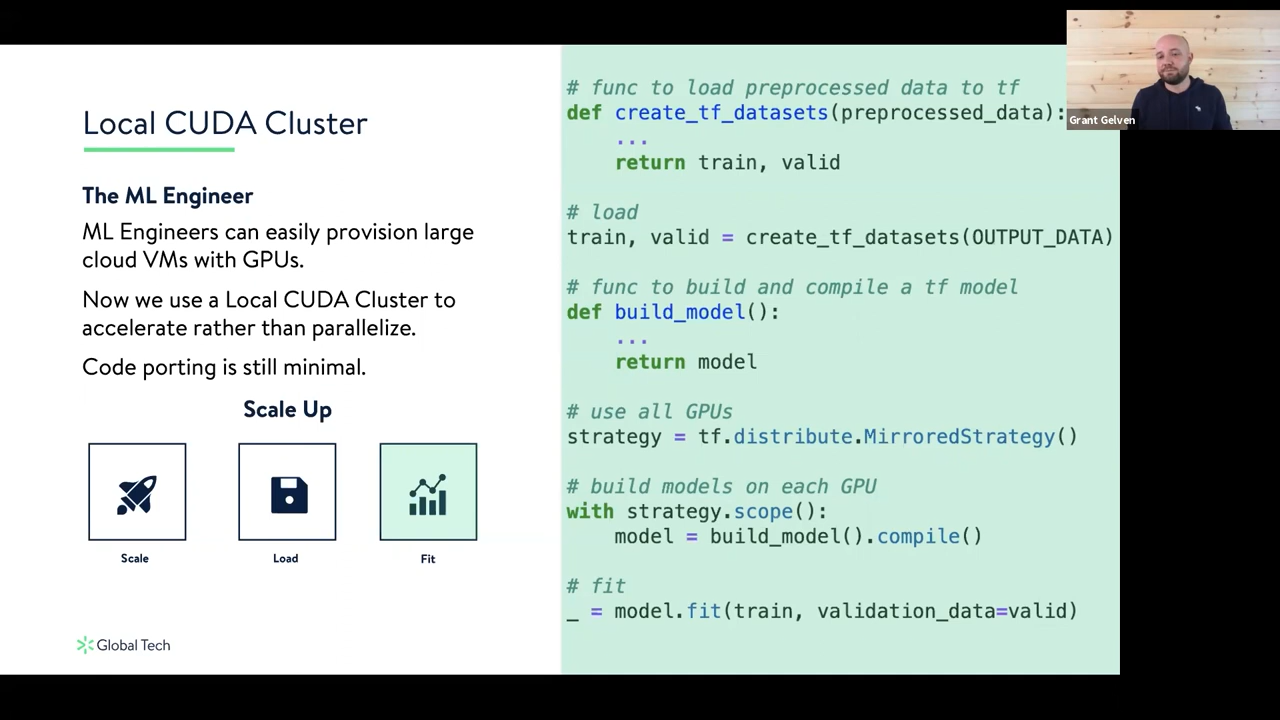 Local CUDA Cluster
The ML Engineer
ML Engineers can easily provision large
cloud VMs with GPUs.
Now we use a Local CUDA Cluster to
accelerate rather than parallelize.
Code porting is still minimal.
Scale Up
Scale
Load
Fit
Global Tech
# func to load preprocessed data to tf
def create_tf_datasets(preprocessed_data):
...
return train, valid
# load
train, valid = create_tf_datasets(OUTPUT_DATA)
# func to build and compile a tf model
def build_model():
...
return model
# use all GPUs
strategy = tf.distribute.MirroredStrategy()
# build models on each GPU
with strategy.scope():
model = build_model().compile()
# fit
_ = model.fit(train, validation_data=valid)
Grant Gelven